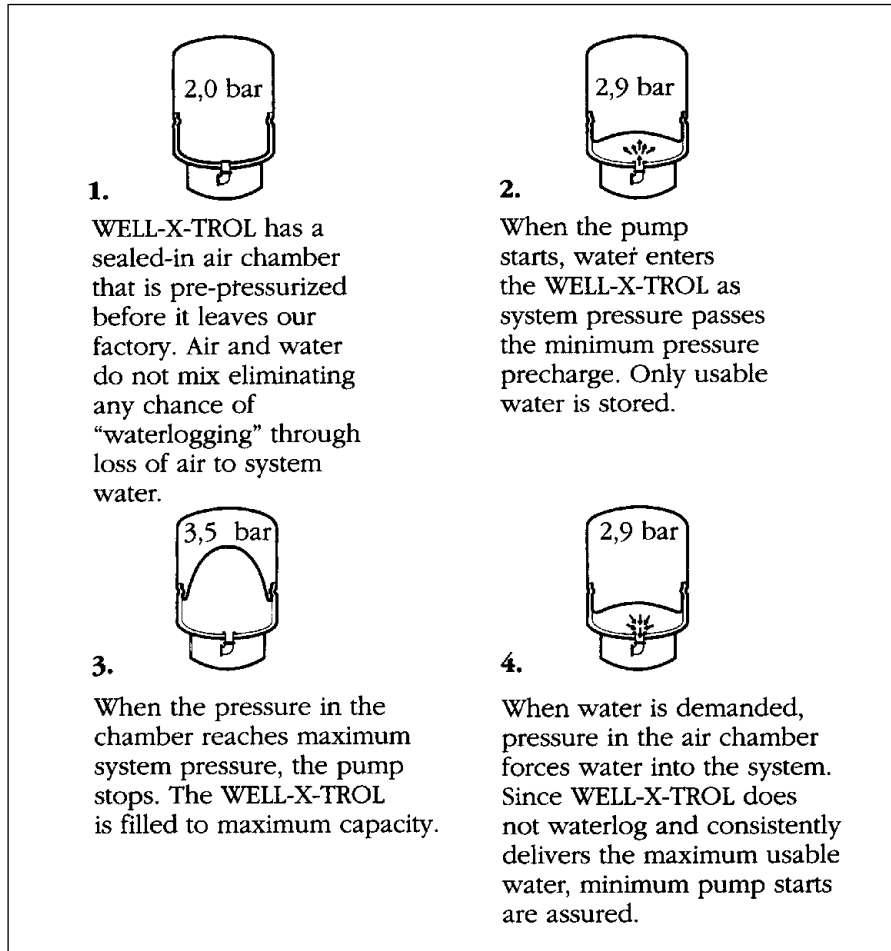 2,0 bar
1.
WELL-X-TROL has a
sealed-in air chamber
that is pre-pressurized
before it leaves our
factory. Air and water
do not mix eliminating
any chance of
“waterlogging” through
loss of air to system
water.
2,9 bar
2.
When the pump
starts, water enters
the WELL-X-TROL as
system pressure passes
the minimum pressure
precharge. Only usable
water is stored.
3,5 bar
3.
When the pressure in the
chamber reaches maximum
system pressure, the pump
stops. The WELL-X-TROL
is filled to maximum capacity.
2,9 bar
4.
When water is demanded,
pressure in the air chamber
forces water into the system.
Since WELL-X-TROL does
not waterlog and consistently
delivers the maximum usable
water, minimum pump starts
are assured.